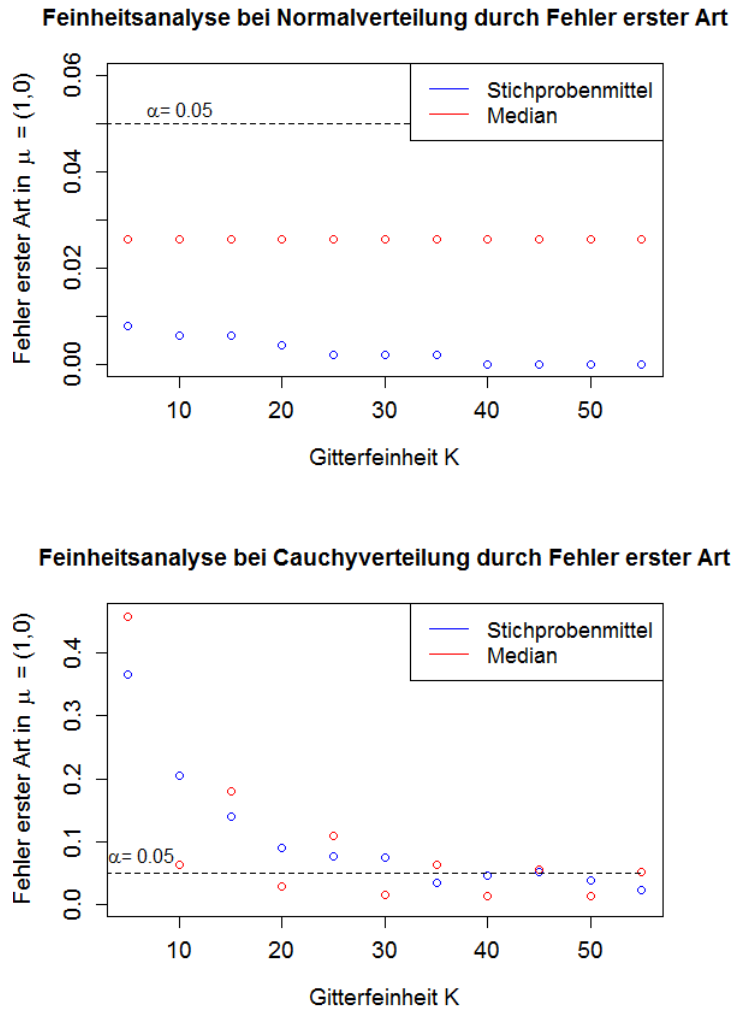 Feinheitsanalyse bei Normalverteilung durch Fehler erster Art
Fehler erster Art in μ = (1,0)
0.06
0.04
0.02
0.00
α= 0.05
Stichprobenmittel
Median
10 20 30 40 50
Gitterfeinheit K
Feinheitsanalyse bei Cauchyverteilung durch Fehler erster Art
Fehler erster Art in μ = (1,0)
0.4
0.3
0.2
0.1
0.0
α= 0.05
Stichprobenmittel
Median
10 20 30 40 50
Gitterfeinheit K